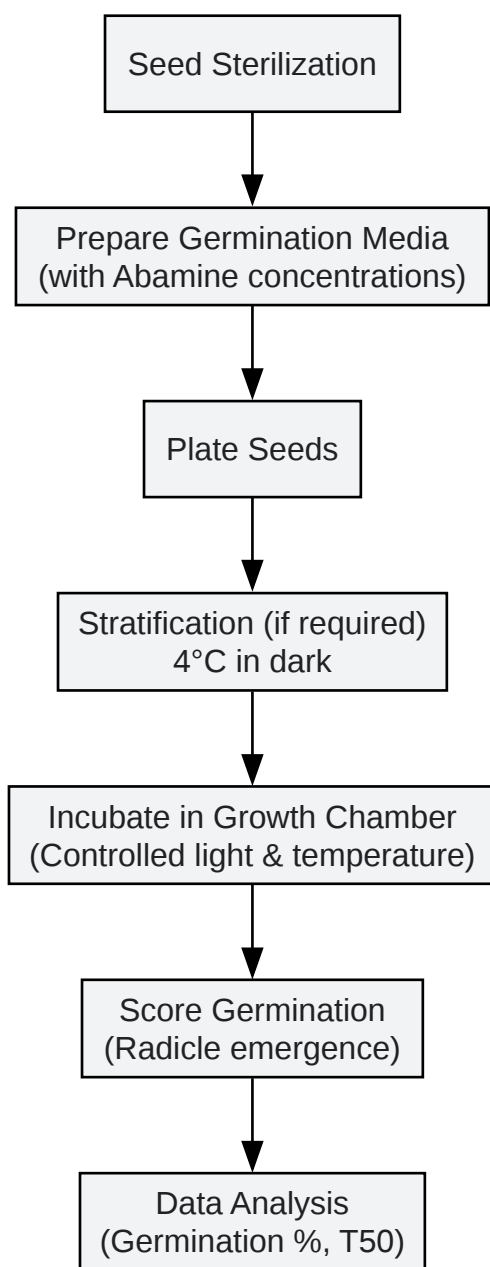 Seed Sterilization
Prepare Germination Media
(with Abamine concentrations)
Plate Seeds
Stratification (if required)
4°C in dark
Incubate in Growth Chamber
(Controlled light & temperature)
Score Germination
(Radicle emergence)
Data Analysis
(Germination %, T50)